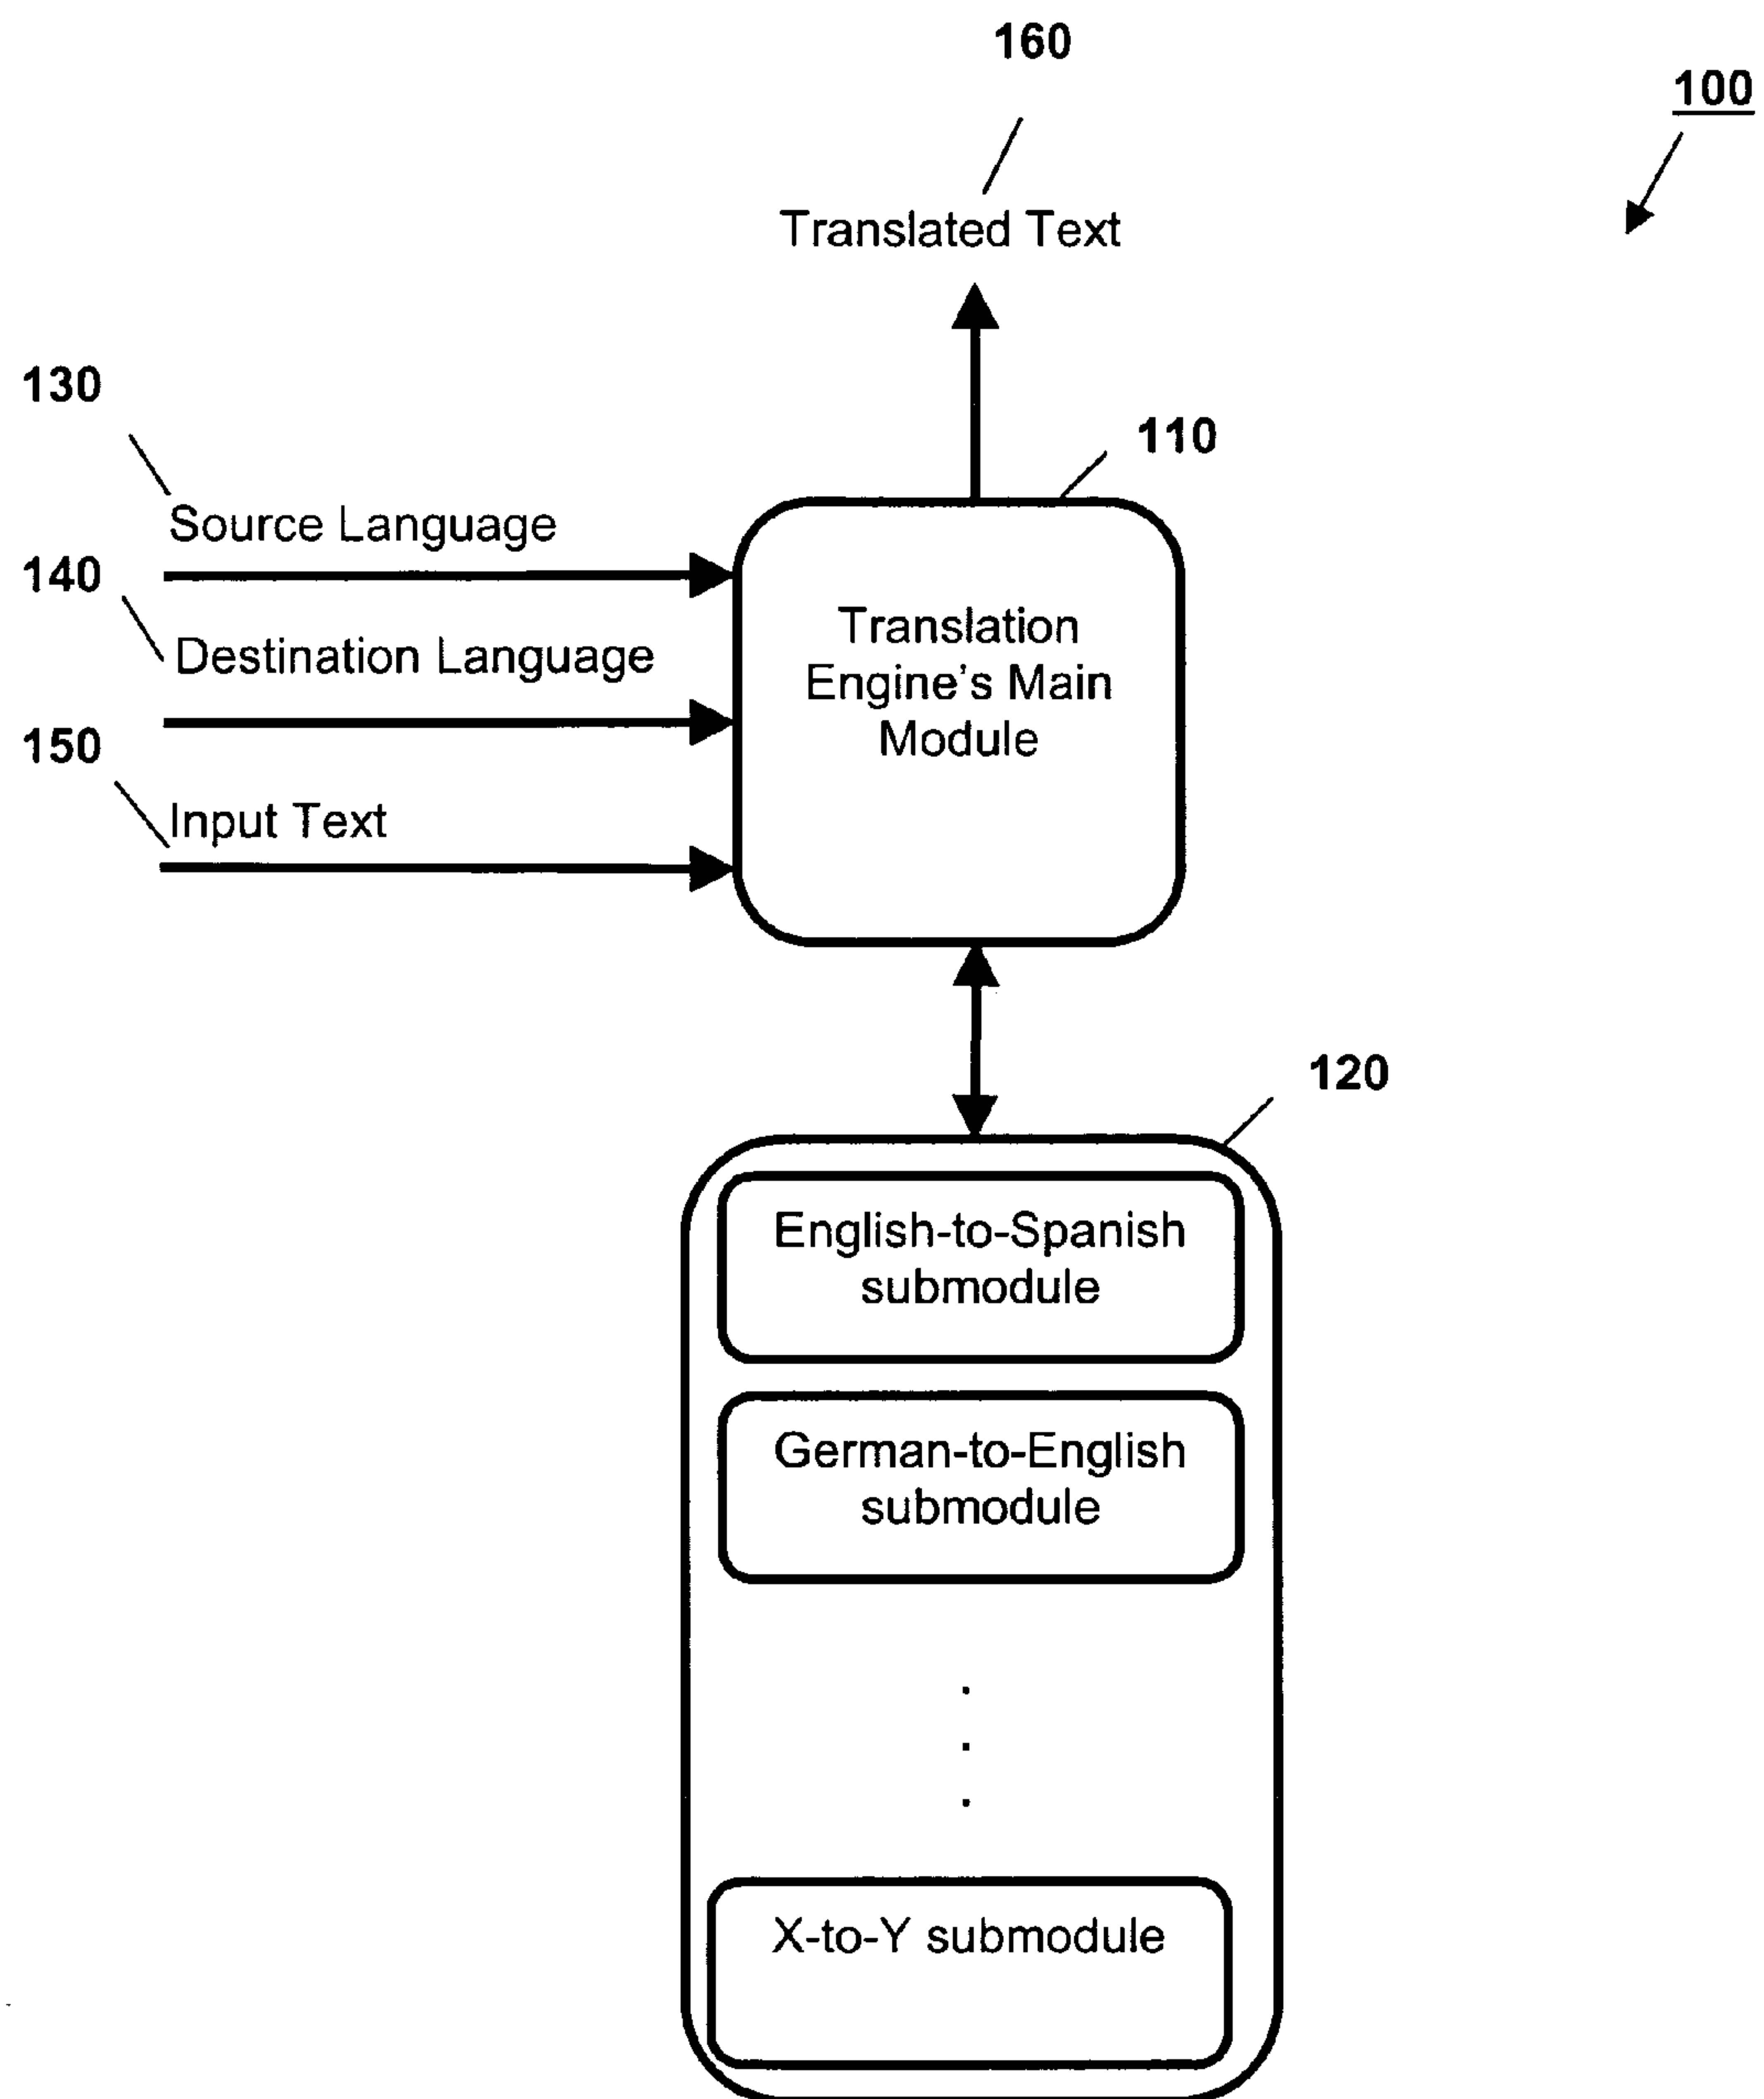 160
100
Translated Text
130
110
Source Language
140
Translation
Engine's Main
Module
Destination Language
150
Input Text
120
English-to-Spanish
submodule
German-to-English
submodule
.
.
.
X-to-Y submodule